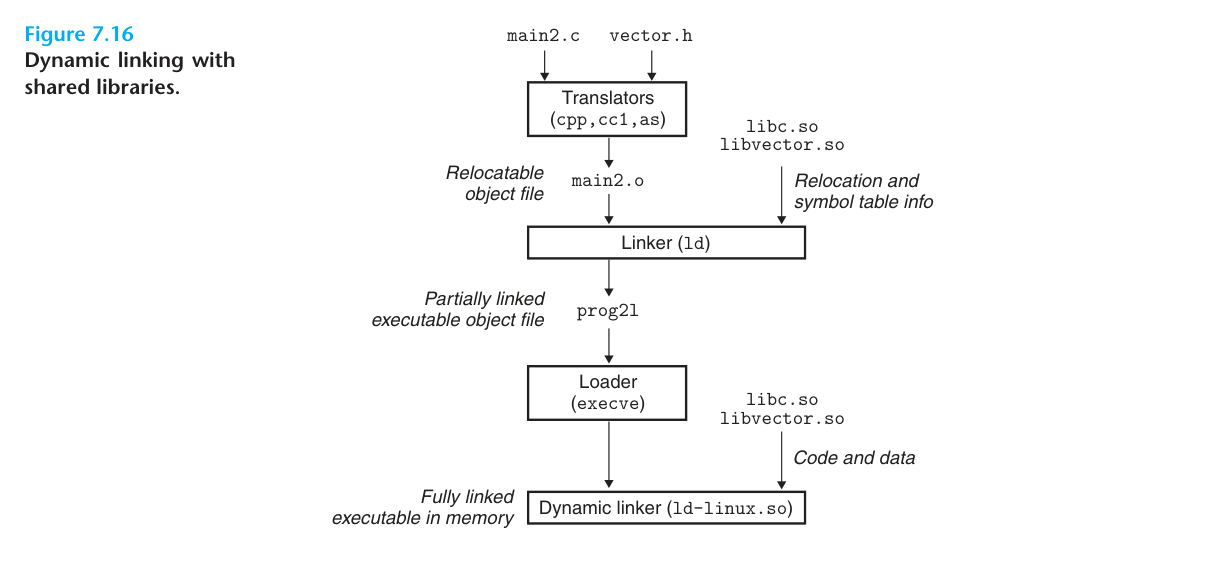 Figure 7.16
Dynamic linking with
shared libraries.
main2.c vector.h
Translators
(cpp,cc1,as)
libc.so
libvector.so
Relocatable
object file
main2.o
Relocation and
symbol table info
Linker (ld)
Partially linked
executable object file
prog2l
Loader
(execve)
libc.so
libvector.so
Code and data
Fully linked
executable in memory
Dynamic linker (ld-linux.so)